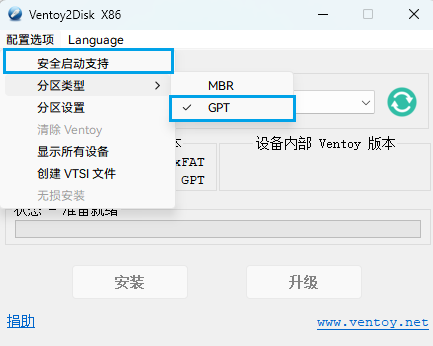 Ventoy2Disk X86
配置选项 Language
安全启动支持
分区类型
MBR
分区设置
GPT
清除 Ventoy
显示所有设备
创建 VTSI 文件
无损安装
本
设备内部 Ventoy 版本
xFAT
GPT
状态 - 准备就绪
安装
升级
捐助
www.ventoy.net